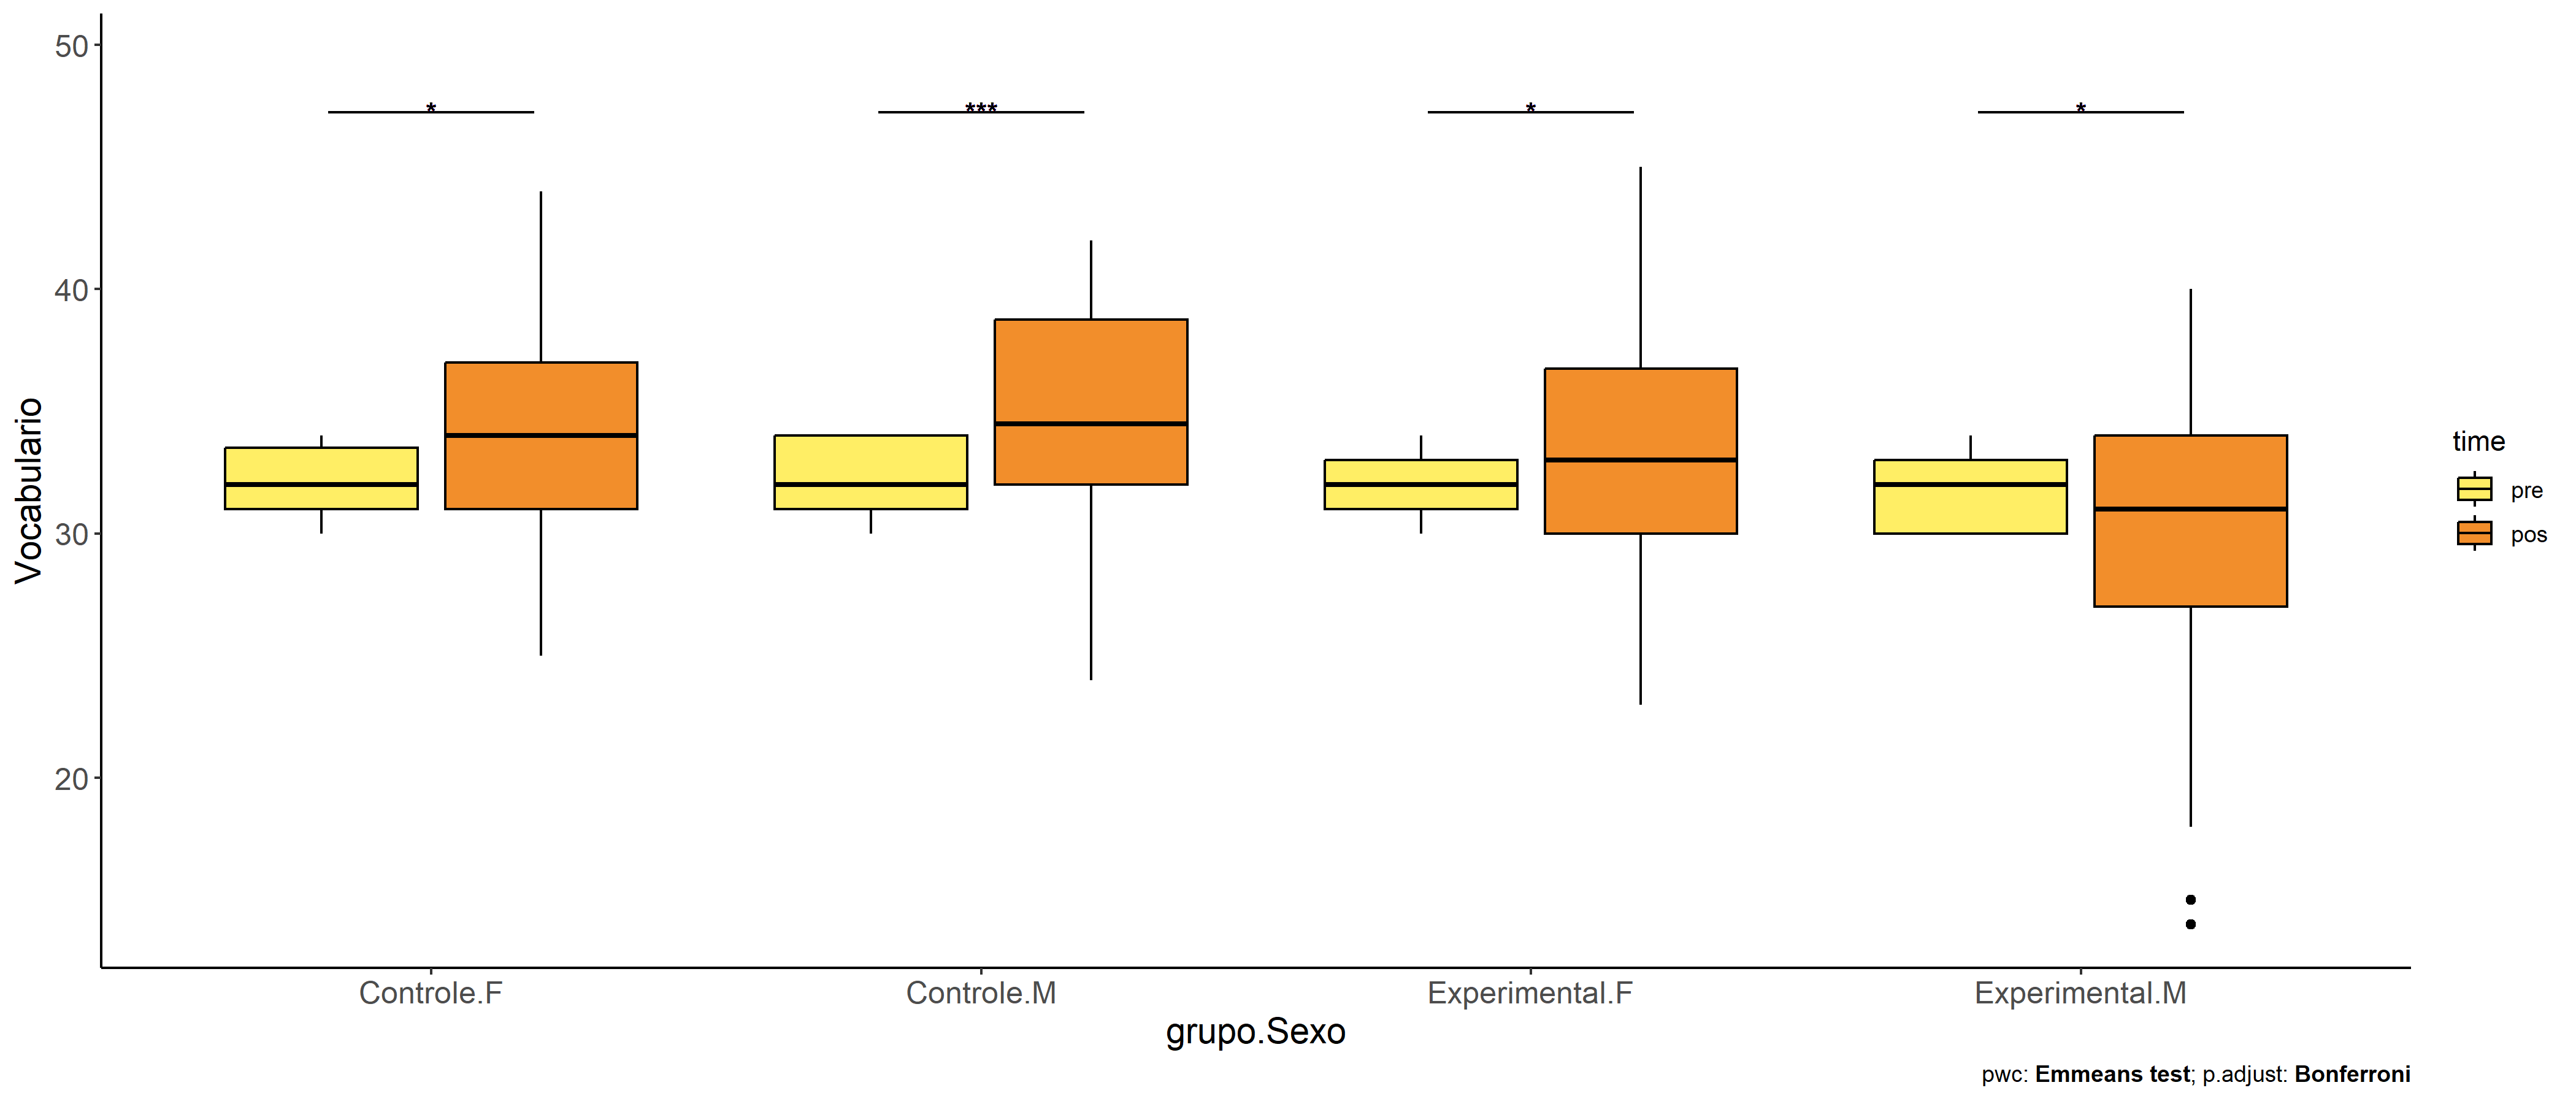 50
40
30
20
Vocabulario
*
***
*
*
Controle.F
Controle.M
Experimental.F
Experimental.M
grupo.Sexo
time
pre
pos
pwc: Emmeans test; p.adjust: Bonferroni